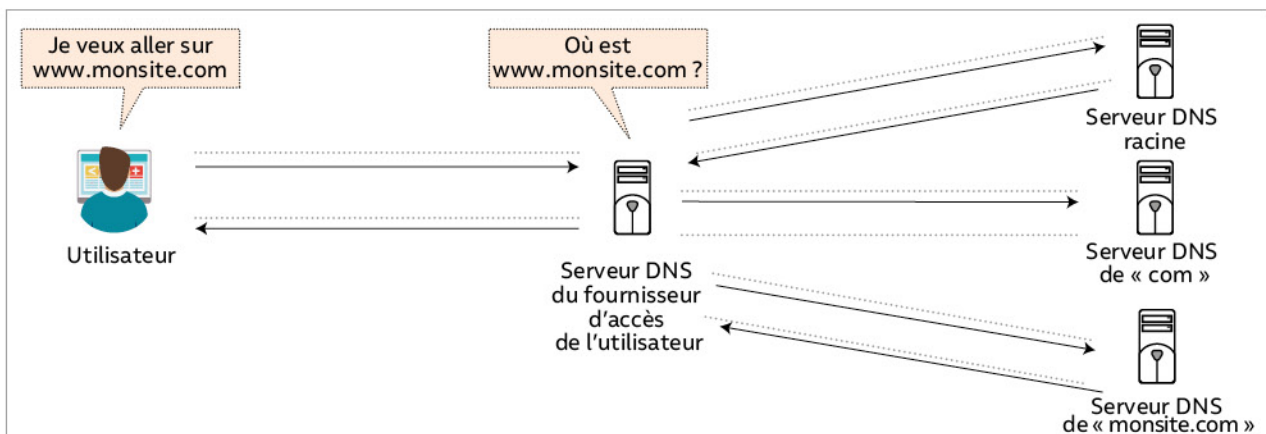 Je veux aller sur
www.monsite.com
Où est
www.monsite.com ?
Serveur DNS
racine
Utilisateur
Serveur DNS
du fournisseur
d'accès
de l'utilisateur
Serveur DNS
de « com »
Serveur DNS
de « monsite.com »